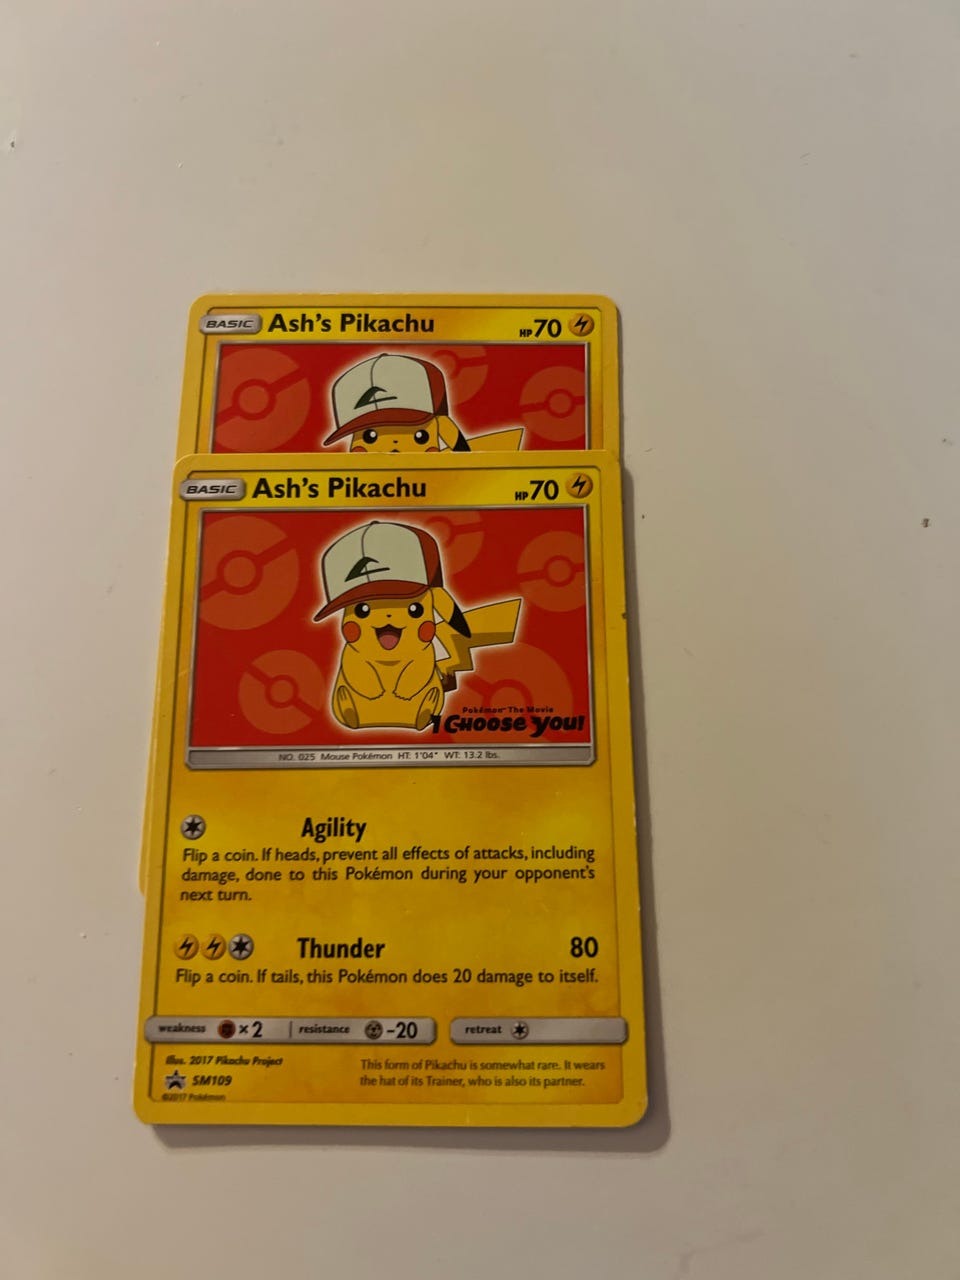 BASIC Ash's Pikachu HP 70
BASIC Ash's Pikachu HP 70
Pokémon The Movie
I Choose You!
NO. 025 Mouse Pokémon HT: 1'04" WT: 13.2 lbs.
Agility
Flip a coin. If heads, prevent all effects of attacks, including
damage, done to this Pokémon during your opponent's
next turn.
Thunder 80
Flip a coin. If tails, this Pokémon does 20 damage to itself.
weakness ×2 resistance -20 retreat
Illus. 2017 Pikachu Project
This form of Pikachu is somewhat rare. It wears
SM109 the hat of its Trainer, who is also its partner.
©2017 Pokémon